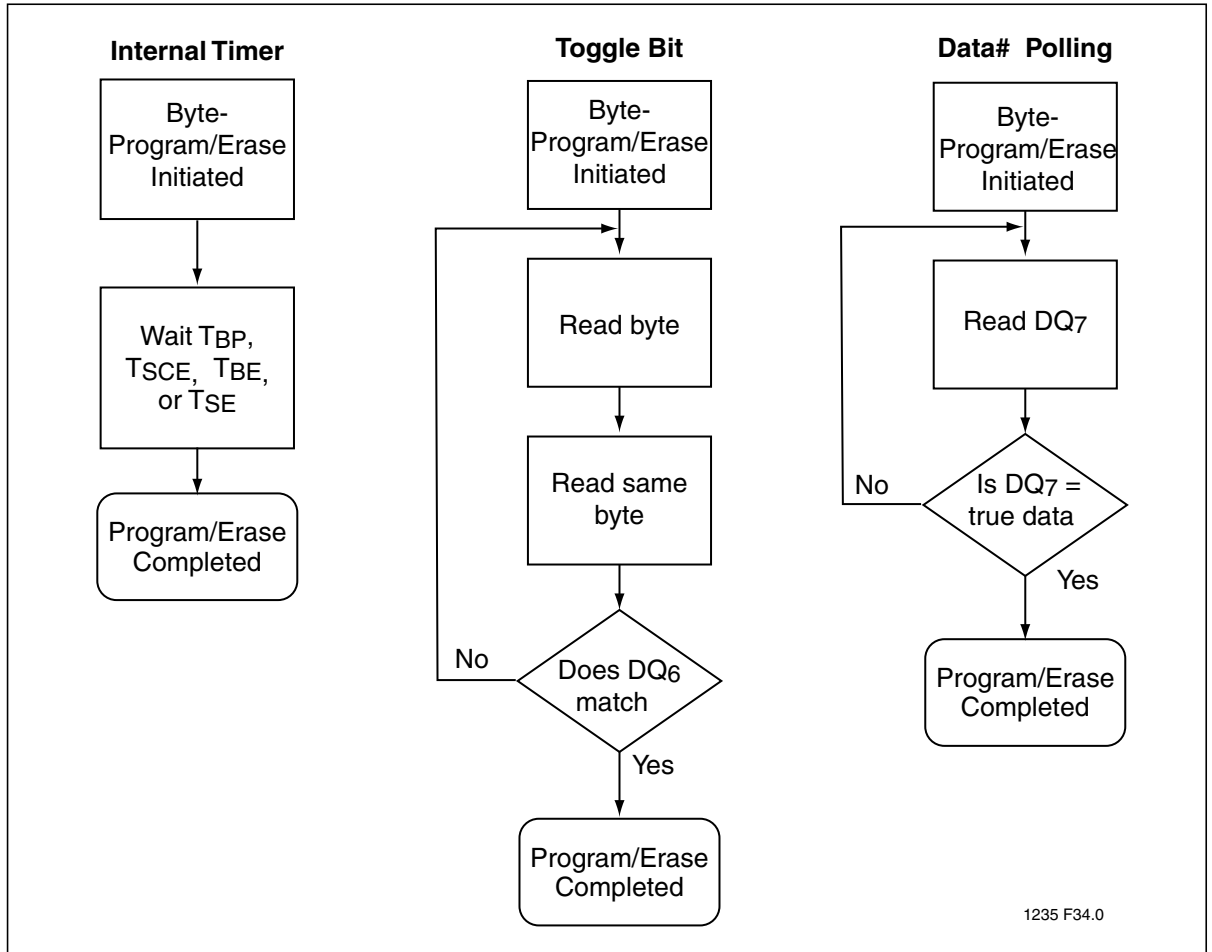 Internal Timer
Byte-
Program/Erase
Initiated
Wait TBP,
TSCE, TBE,
or TSE
Program/Erase
Completed
Toggle Bit
Byte-
Program/Erase
Initiated
Read byte
Read same
byte
No
Does DQ6
match
Yes
Program/Erase
Completed
Data# Polling
Byte-
Program/Erase
Initiated
Read DQ7
No
Is DQ7 =
true data
Yes
Program/Erase
Completed
1235 F34.0